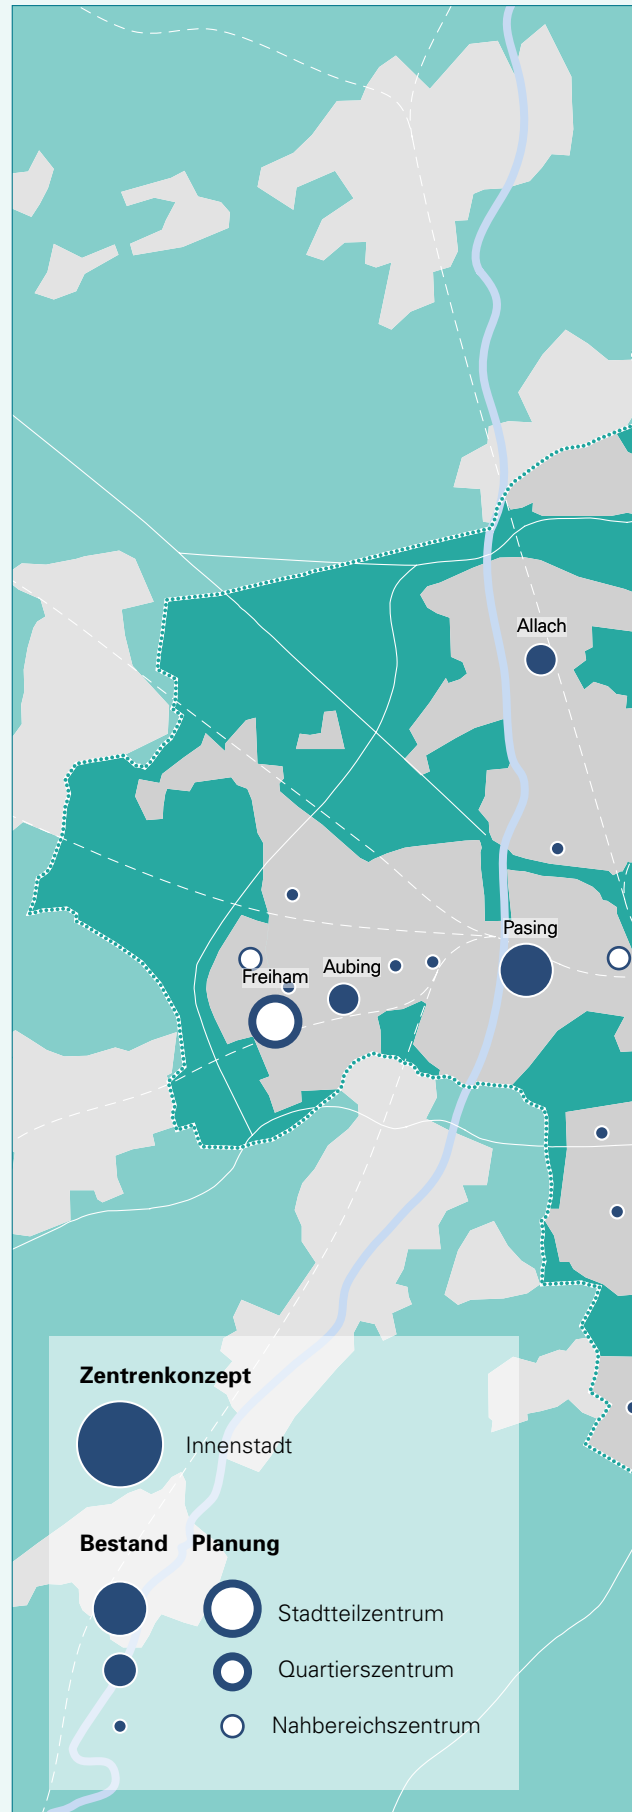 Allach
Pasing
Freiham
Aubing
Zentrenkonzept
Innenstadt
Bestand Planung
Stadtteilzentrum
Quartierszentrum
Nahbereichszentrum